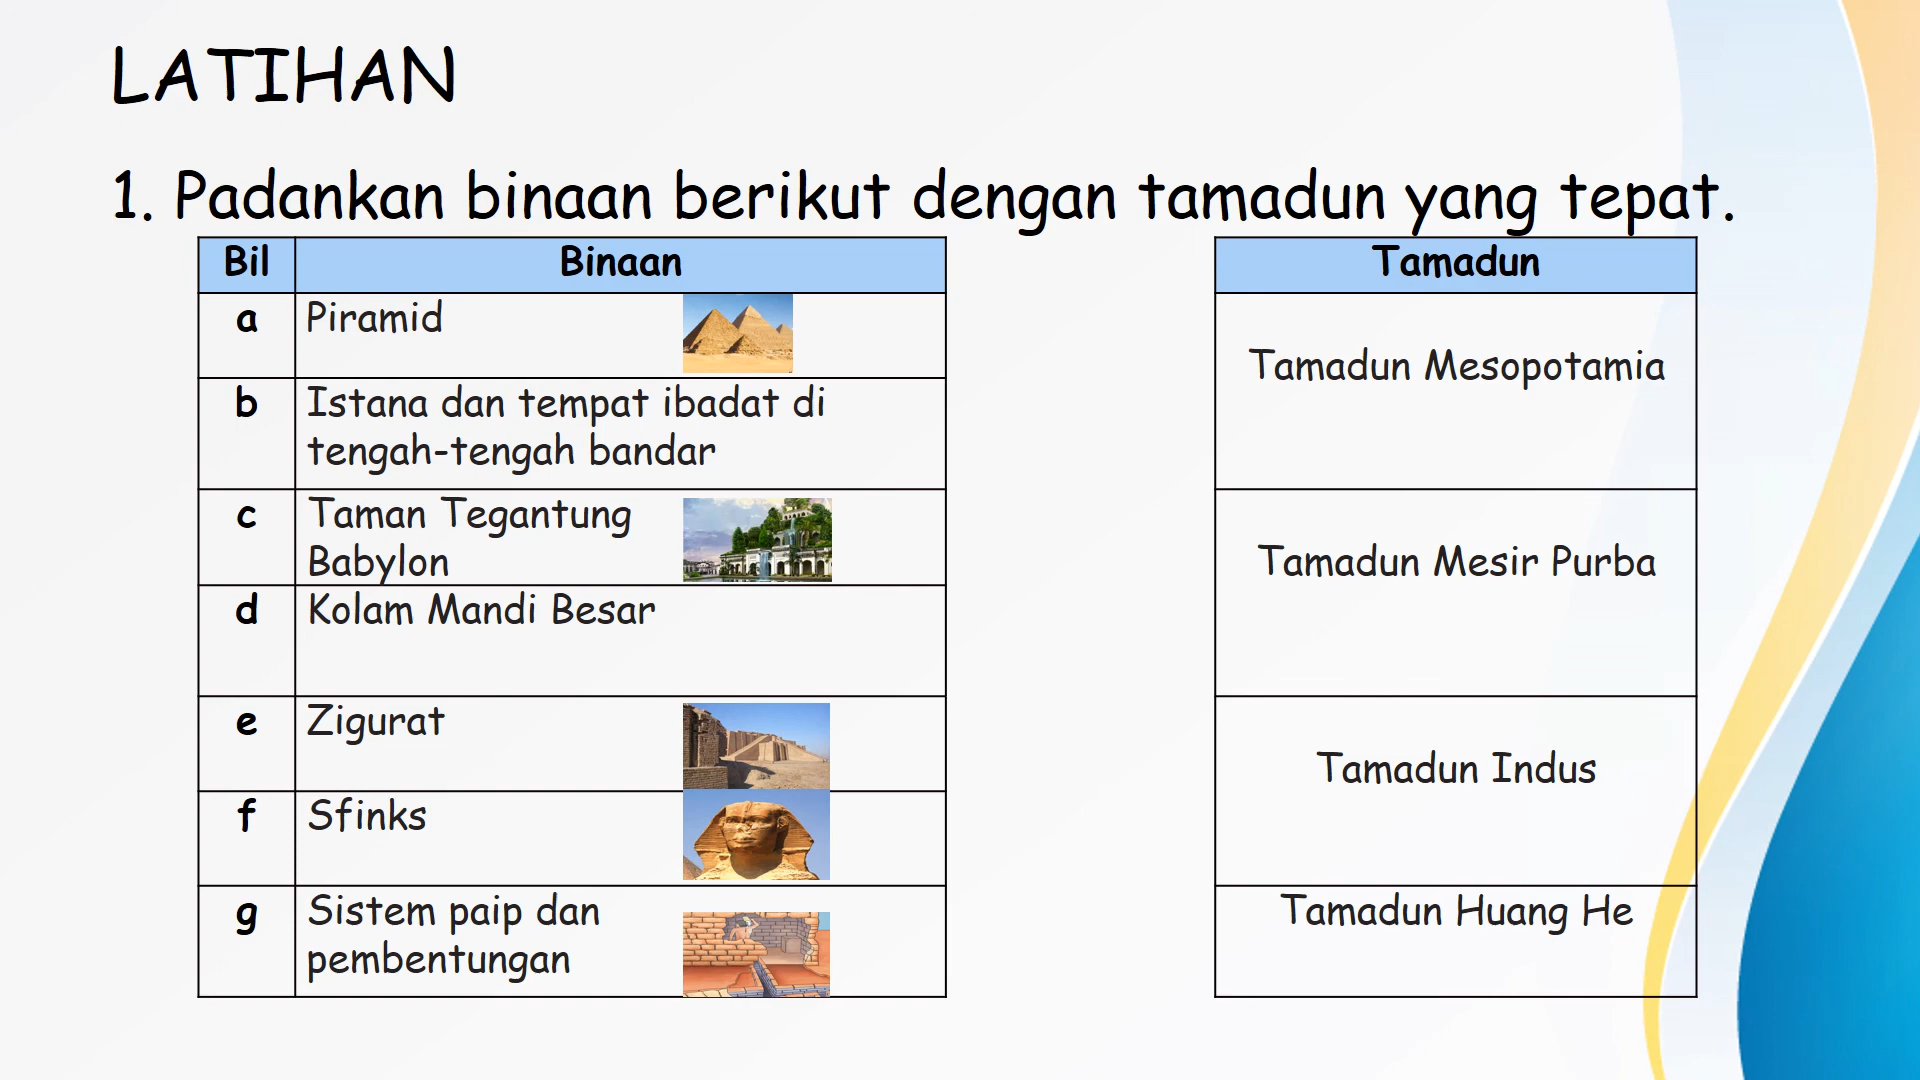 LATIHAN
1. Padankan binaan berikut dengan tamadun yang tepat.
Bil Binaan
a Piramid
b Istana dan tempat ibadat di
tengah-tengah bandar
c Taman Tegantung
Babylon
d Kolam Mandi Besar
e Zigurat
f Sfinks
g Sistem paip dan
pembentungan
Tamadun
Tamadun Mesopotamia
Tamadun Mesir Purba
Tamadun Indus
Tamadun Huang He